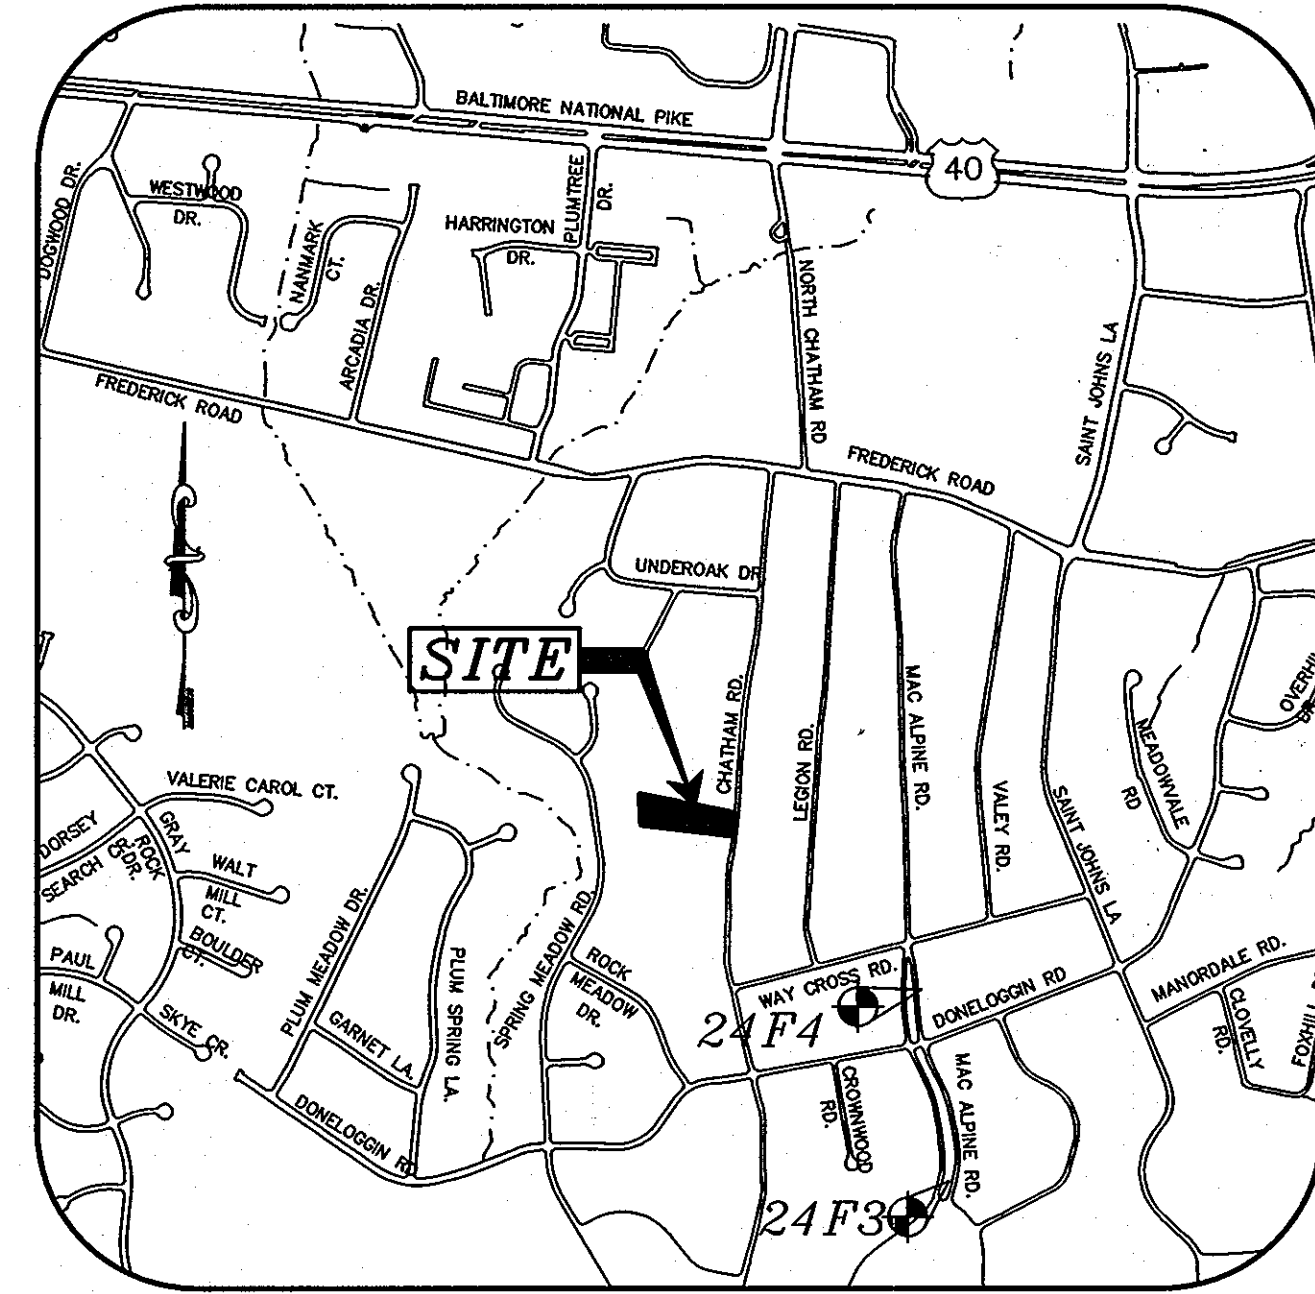 BALTIMORE NATIONAL PIKE
40
DOGWOOD DR.
WESTWOOD
DR.
NANMARK
CT.
ARCADIA DR.
HARRINGTON
DR.
PLUMTREE
DR.
NORTH CHATHAM RD
SAINT JOHNS LA
FREDERICK ROAD
FREDERICK ROAD
UNDEROAK DR
SITE
CHATHAM RD.
LEGION RD.
MAC ALPINE RD.
VALEY RD.
SAINT JOHNS LA
MEADOWVALE
RD
VALERIE CAROL CT.
DORSEY
SEARCH
GRAY
ROCK
DR.
WALT
MILL
CT.
BOULDER
CT.
PAUL
MILL
DR.
SKYE CR.
PLUM MEADOW DR.
GARNET LA.
PLUM SPRING LA.
SPRING MEADOW RD.
ROCK
MEADOW
DR.
DONELOGGIN RD
WAY CROSS RD.
24F4
DONELOGGIN RD
MANORDALE RD.
CLOVELLY
RD.
CROWNWOOD
RD.
MAC ALPINE RD.
24F3